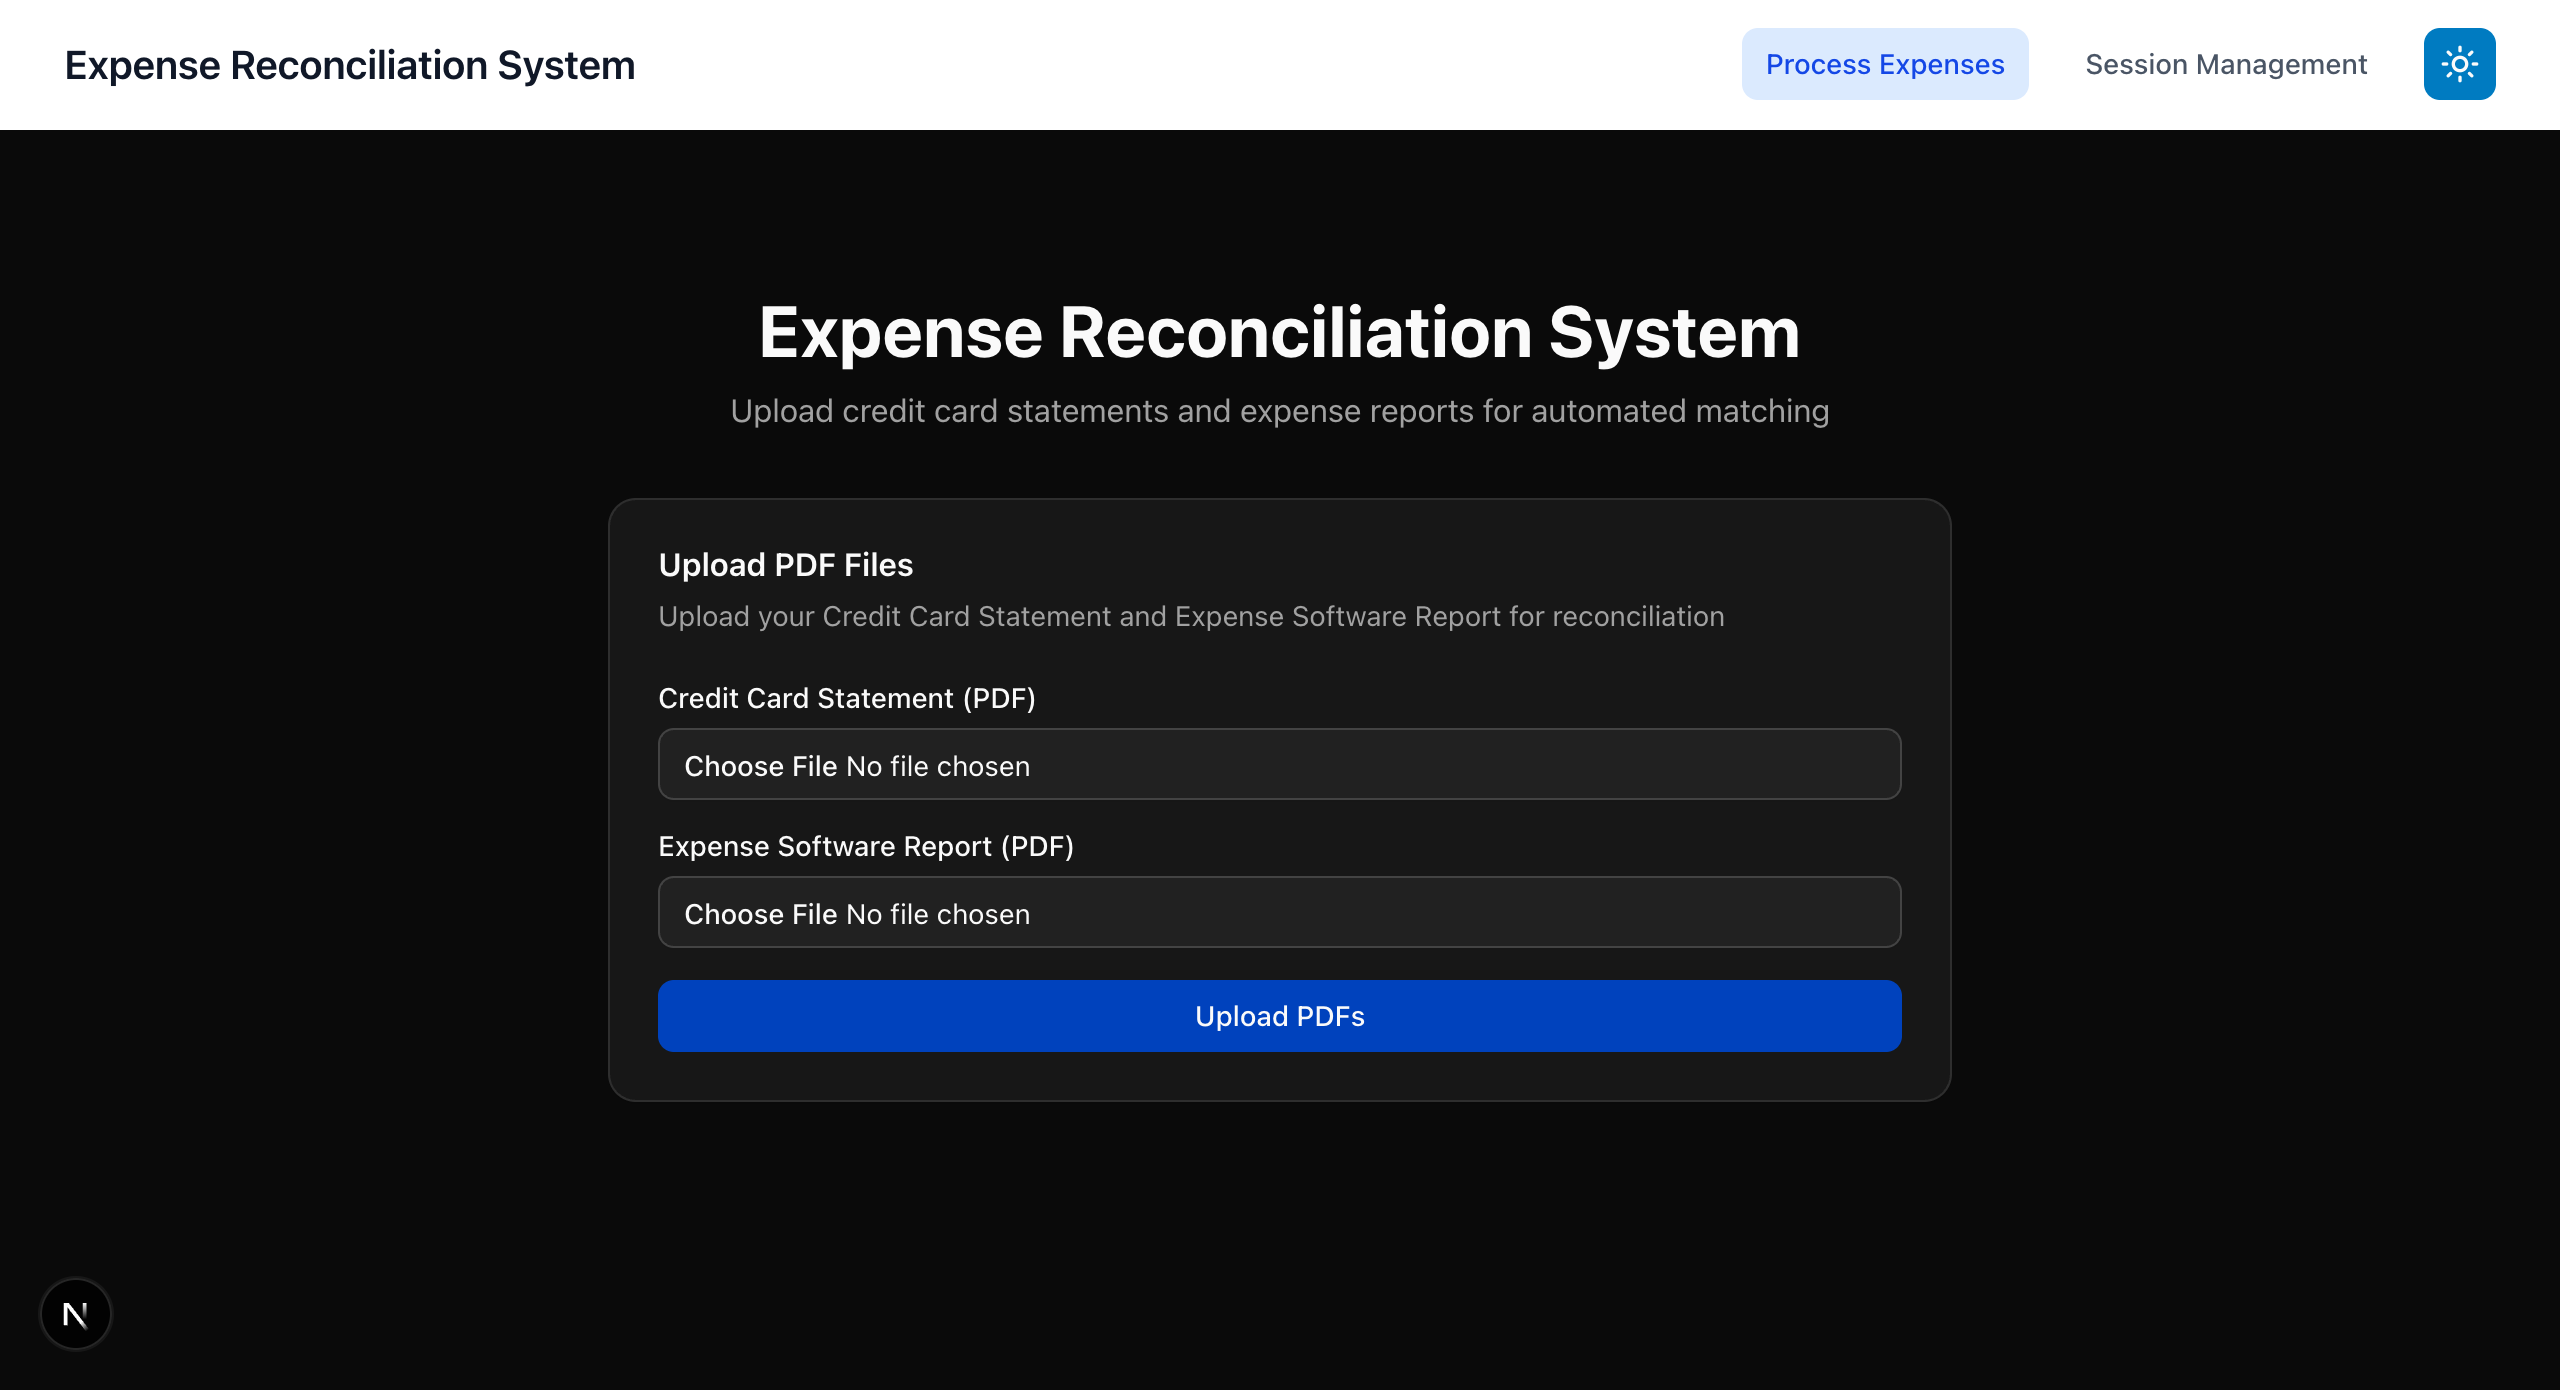 Expense Reconciliation System
Process Expenses
Session Management
Expense Reconciliation System
Upload credit card statements and expense reports for automated matching
Upload PDF Files
Upload your Credit Card Statement and Expense Software Report for reconciliation
Credit Card Statement (PDF)
Choose File No file chosen
Expense Software Report (PDF)
Choose File No file chosen
Upload PDFs
N